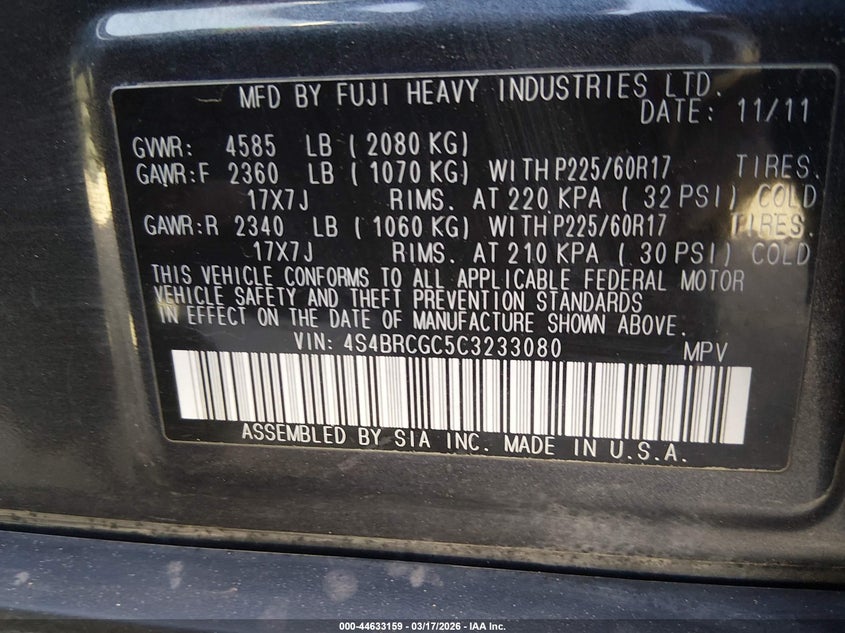 MFD BY FUJI HEAVY INDUSTRIES LTD.
DATE: 11/11
GVWR: 4585 LB ( 2080 KG)
GAWR:F 2360 LB ( 1070 KG) WITH P225/60R17 TIRES.
17X7J RIMS. AT 220 KPA ( 32 PSI) COLD
GAWR:R 2340 LB ( 1060 KG) WITH P225/60R17 TIRES.
17X7J RIMS. AT 210 KPA ( 30 PSI) COLD
THIS VEHICLE CONFORMS TO ALL APPLICABLE FEDERAL MOTOR
VEHICLE SAFETY AND THEFT PREVENTION STANDARDS
IN EFFECT ON THE DATE OF MANUFACTURE SHOWN ABOVE.
VIN: 4S4BRCGC5C3233080 MPV
ASSEMBLED BY SIA INC. MADE IN U.S.A.
000-44633159 | 03/17/2026 | IAA Inc.